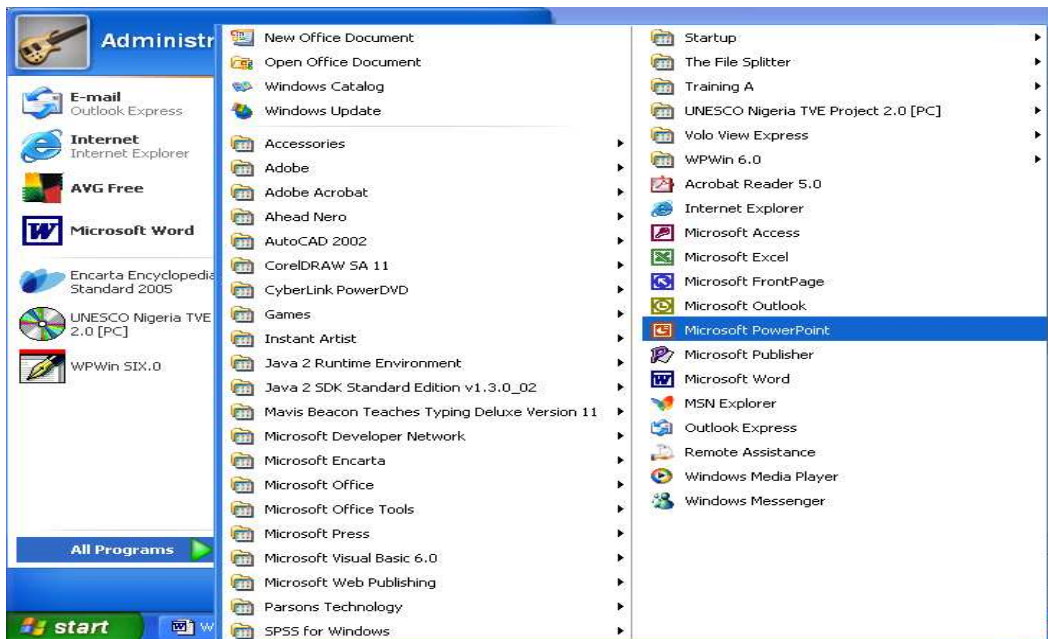 Administr
E-mail
Outlook Express
Internet
Internet Explorer
AVG Free
Microsoft Word
Encarta Encyclopedia
Standard 2005
UNESCO Nigeria TVE
2.0 [PC]
WPWin SIX.0
All Programs
start
W
New Office Document
Open Office Document
Windows Catalog
Windows Update
Accessories
Adobe
Adobe Acrobat
Ahead Nero
AutoCAD 2002
CorelDRAW SA 11
CyberLink PowerDVD
Games
Instant Artist
Java 2 Runtime Environment
Java 2 SDK Standard Edition v1.3.0_02
Mavis Beacon Teaches Typing Deluxe Version 11
Microsoft Developer Network
Microsoft Encarta
Microsoft Office
Microsoft Office Tools
Microsoft Press
Microsoft Visual Basic 6.0
Microsoft Web Publishing
Parsons Technology
SPSS for Windows
Startup
The File Splitter
Training A
UNESCO Nigeria TVE Project 2.0 [PC]
Volo View Express
WPWin 6.0
Acrobat Reader 5.0
Internet Explorer
Microsoft Access
Microsoft Excel
Microsoft FrontPage
Microsoft Outlook
Microsoft PowerPoint
Microsoft Publisher
Microsoft Word
MSN Explorer
Outlook Express
Remote Assistance
Windows Media Player
Windows Messenger